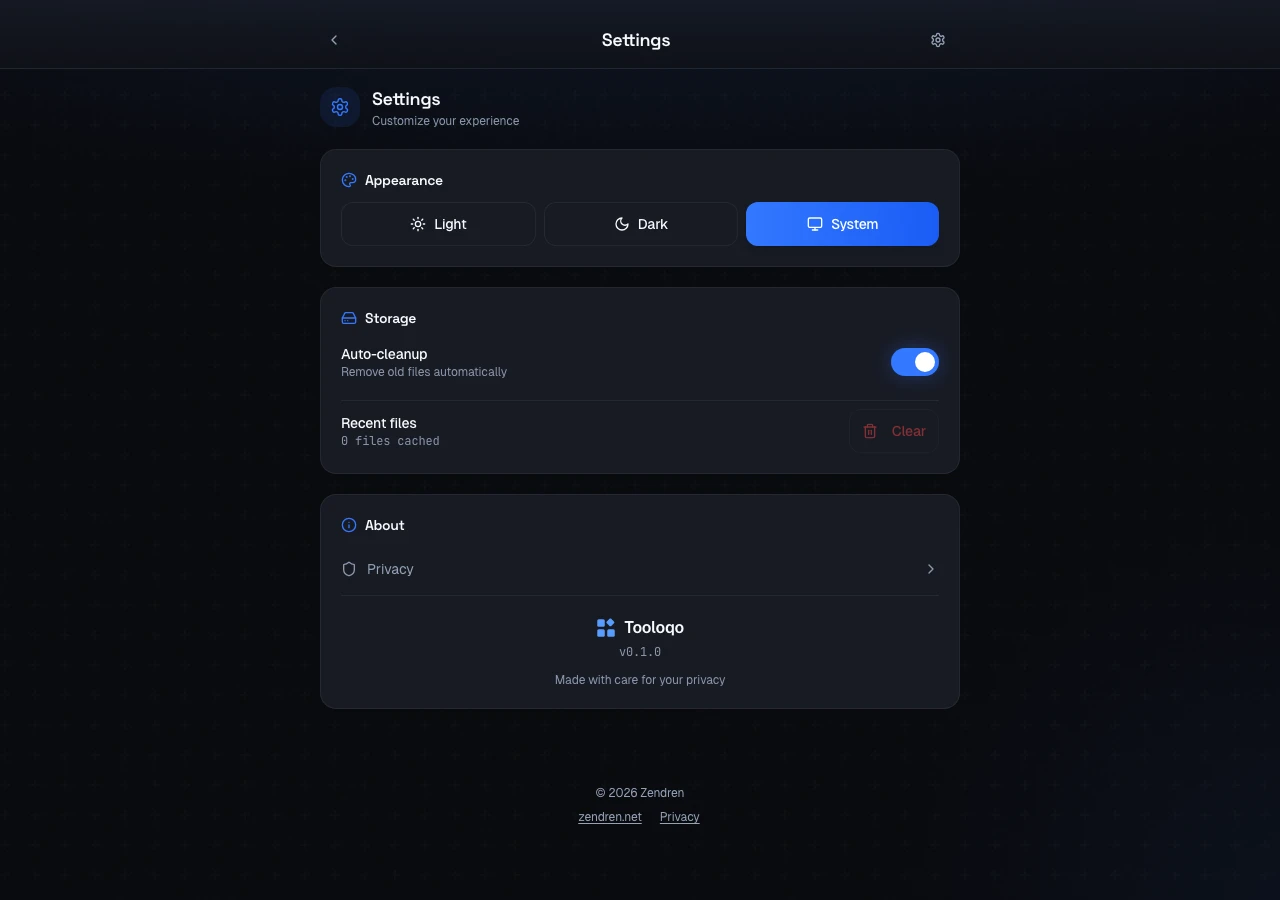 Settings
Settings
Customize your experience
Appearance
Light
Dark
System
Storage
Auto-cleanup
Remove old files automatically
Recent files
0 files cached
Clear
About
Privacy
Tooloqo
v0.1.0
Made with care for your privacy
© 2026 Zendren
zendren.net Privacy